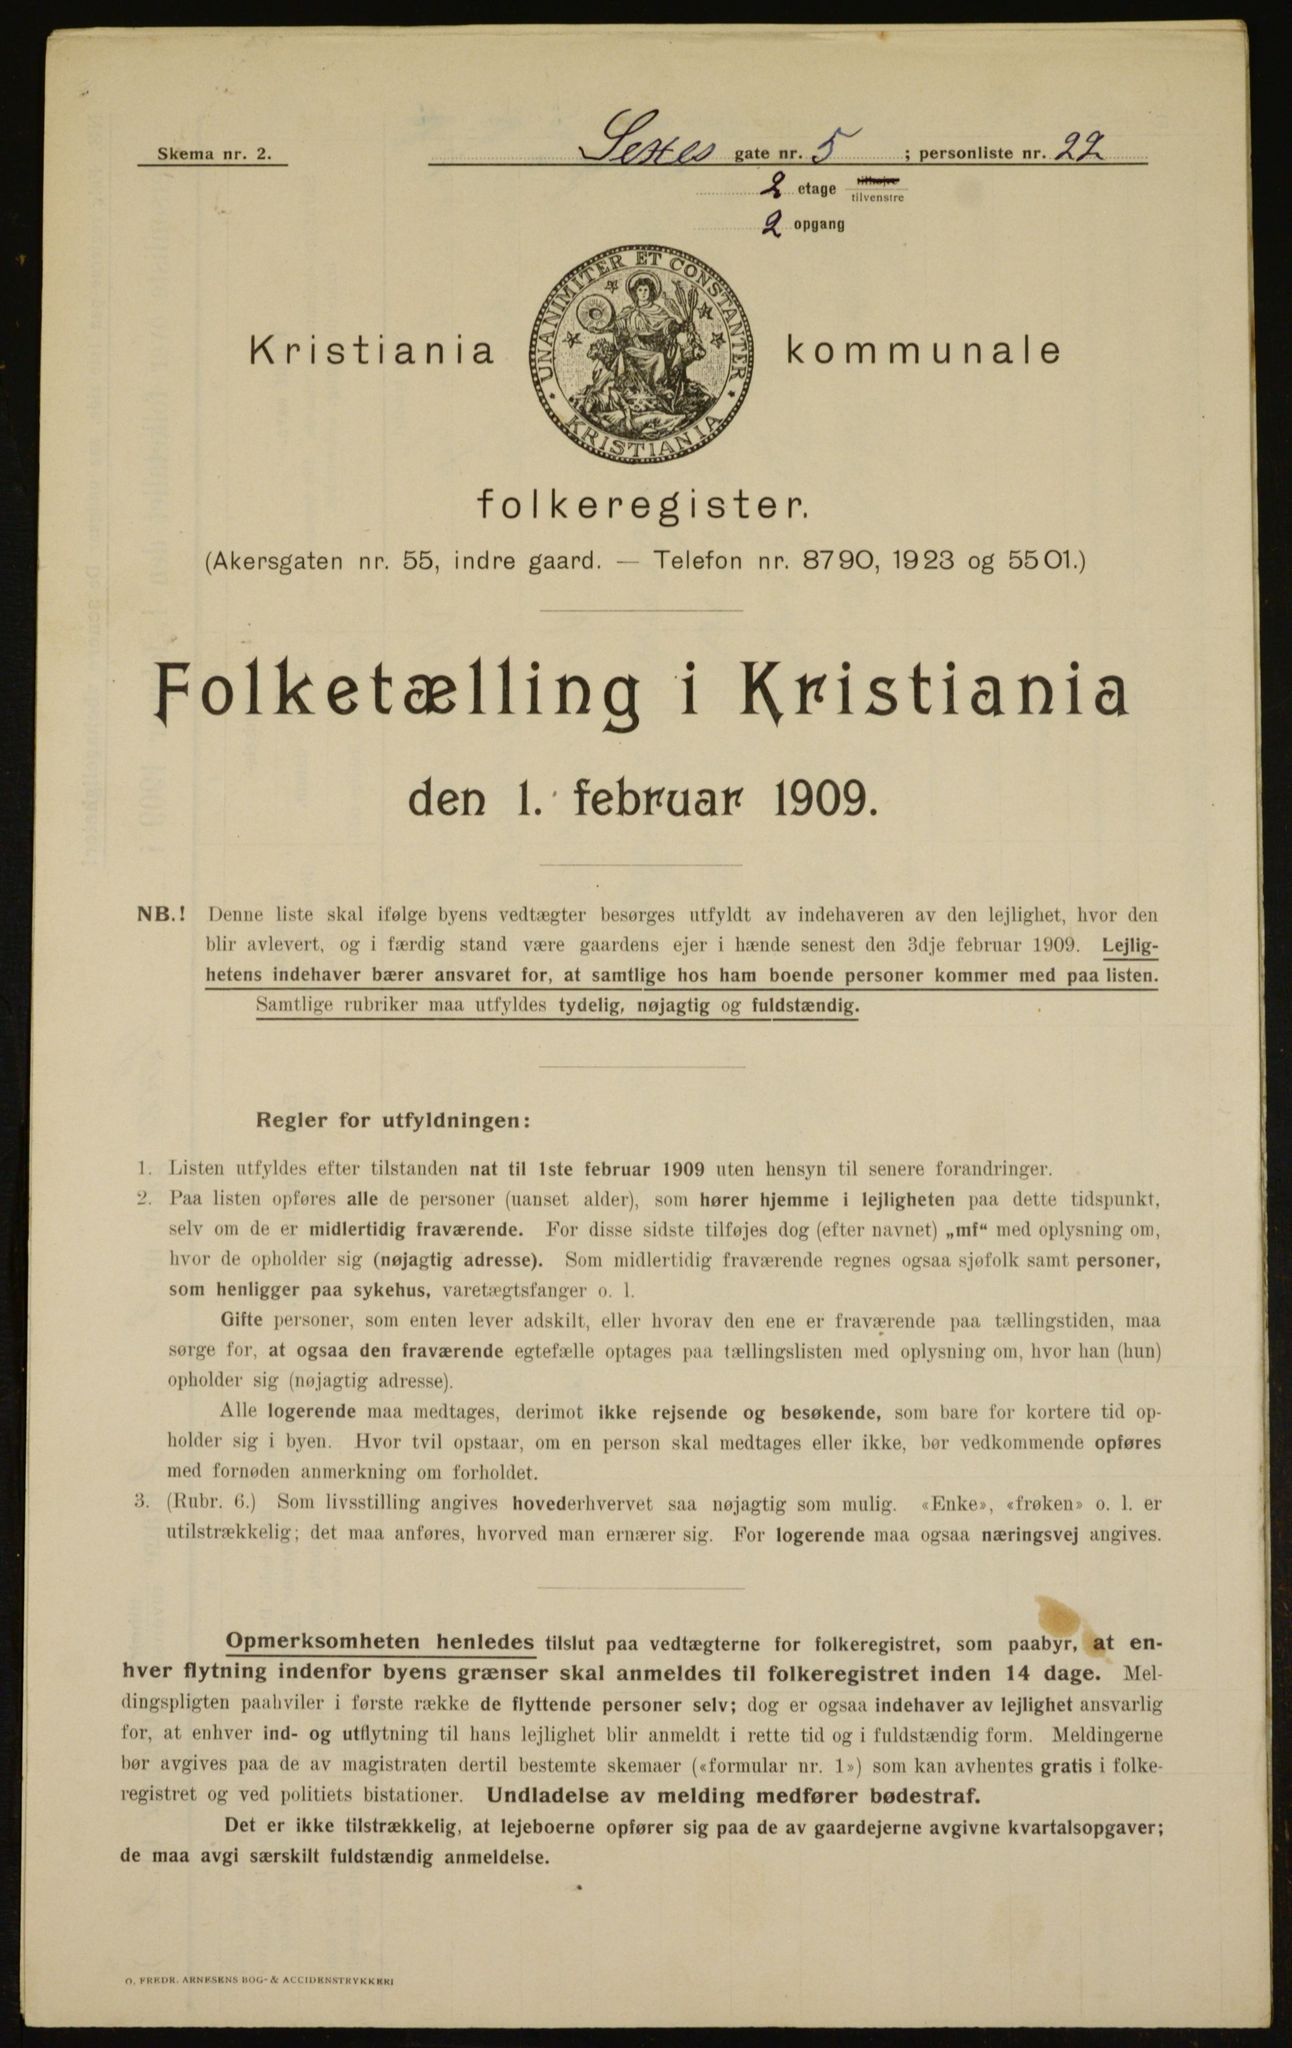 Skema nr. 2.
Sexes gate nr. 5 ; personliste nr. 22
2 etage tilhøjre
tilvenstre
2 opgang
UNANIMITER ET CONSTANTER
KRISTIANIA
Kristiania kommunale
folkeregister.
(Akersgaten nr. 55, indre gaard. — Telefon nr. 8790, 1923 og 5501.)
Folketælling i Kristiania
den 1. februar 1909.
NB.! Denne liste skal ifølge byens vedtægter besørges utfyldt av indehaveren av den lejlighet, hvor den
blir avlevert, og i færdig stand være gaardens ejer i hænde senest den 3dje februar 1909. Lejlig-
hetens indehaver bærer ansvaret for, at samtlige hos ham boende personer kommer med paa listen.
Samtlige rubriker maa utfyldes tydelig, nøjagtig og fuldstændig.
Regler for utfyldningen:
1. Listen utfyldes efter tilstanden nat til 1ste februar 1909 uten hensyn til senere forandringer.
2. Paa listen opføres alle de personer (uanset alder), som hører hjemme i lejligheten paa dette tidspunkt,
selv om de er midlertidig fraværende. For disse sidste tilføjes dog (efter navnet) „mf“ med oplysning om,
hvor de opholder sig (nøjagtig adresse). Som midlertidig fraværende regnes ogsaa sjøfolk samt personer,
som henligger paa sykehus, varetægtsfanger o. l.
Gifte personer, som enten lever adskilt, eller hvorav den ene er fraværende paa tællingstiden, maa
sørge for, at ogsaa den fraværende egtefælle optages paa tællingslisten med oplysning om, hvor han (hun)
opholder sig (nøjagtig adresse).
Alle logerende maa medtages, derimot ikke rejsende og besøkende, som bare for kortere tid op-
holder sig i byen. Hvor tvil opstaar, om en person skal medtages eller ikke, bør vedkommende opføres
med fornøden anmerkning om forholdet.
3. (Rubr. 6.) Som livsstilling angives hovederhvervet saa nøjagtig som mulig. «Enke», «frøken» o. l. er
utilstrækkelig; det maa anføres, hvorved man ernærer sig. For logerende maa ogsaa næringsvej angives.
Opmerksomheten henledes tilslut paa vedtægterne for folkeregistret, som paabyr, at en-
hver flytning indenfor byens grænser skal anmeldes til folkeregistret inden 14 dage. Mel-
dingspligten paahviler i første række de flyttende personer selv; dog er ogsaa indehaver av lejlighet ansvarlig
for, at enhver ind- og utflytning til hans lejlighet blir anmeldt i rette tid og i fuldstændig form. Meldingerne
bør avgives paa de av magistraten dertil bestemte skemaer («formular nr. 1») som kan avhentes gratis i folke-
registret og ved politiets bistationer. Undladelse av melding medfører bødestraf.
Det er ikke tilstrækkelig, at lejeboerne opfører sig paa de av gaardejerne avgivne kvartalsopgaver;
de maa avgi særskilt fuldstændig anmeldelse.
O. FREDR. ARNESENS BOG- & ACCIDENSTRYKKERI